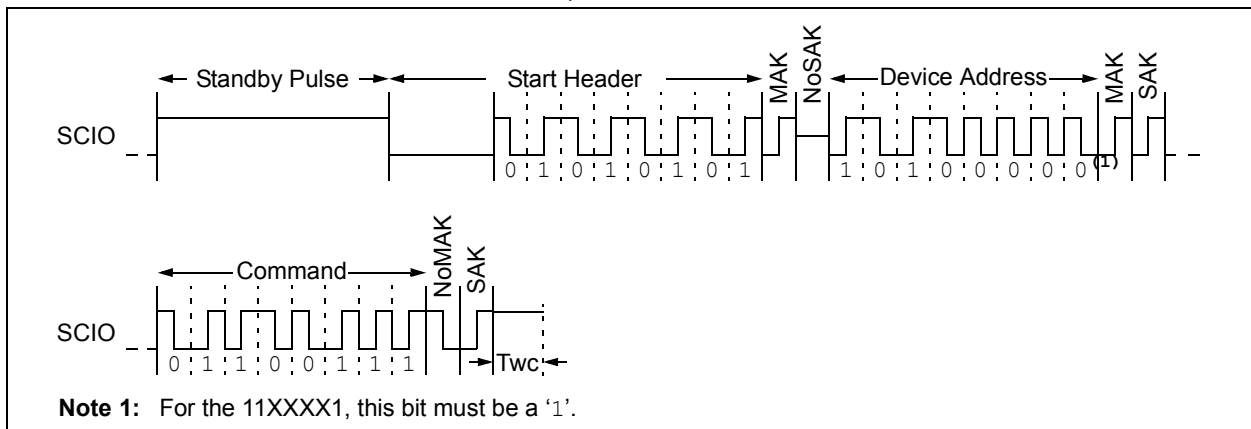 Standby Pulse
Start Header
MAK
NoSAK
Device Address
MAK
SAK
SCIO
0 1 0 1 0 1 0 1
1 0 1 0 0 0 0 0(1)
Command
NoMAK
SAK
SCIO
0 1 1 0 0 1 1 1
Twc
Note 1: For the 11XXXX1, this bit must be a ‘1’.